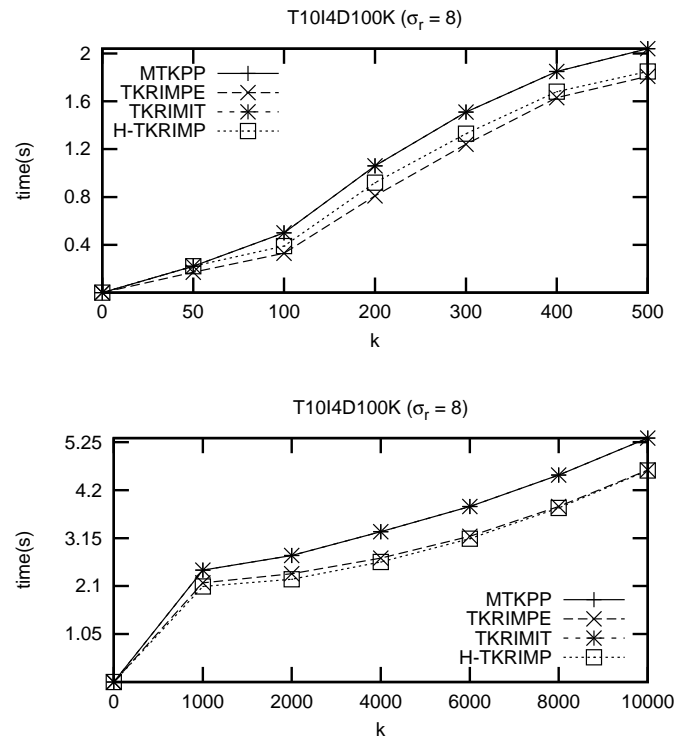 T10I4D100K (σr = 8)
2
1.6
1.2
0.8
0.4
time(s)
MTKPP
TKRIMPE
TKRIMIT
H-TKRIMP
0 50 100 200 300 400 500
k
T10I4D100K (σr = 8)
5.25
4.2
3.15
2.1
1.05
time(s)
MTKPP
TKRIMPE
TKRIMIT
H-TKRIMP
0 1000 2000 4000 6000 8000 10000
k